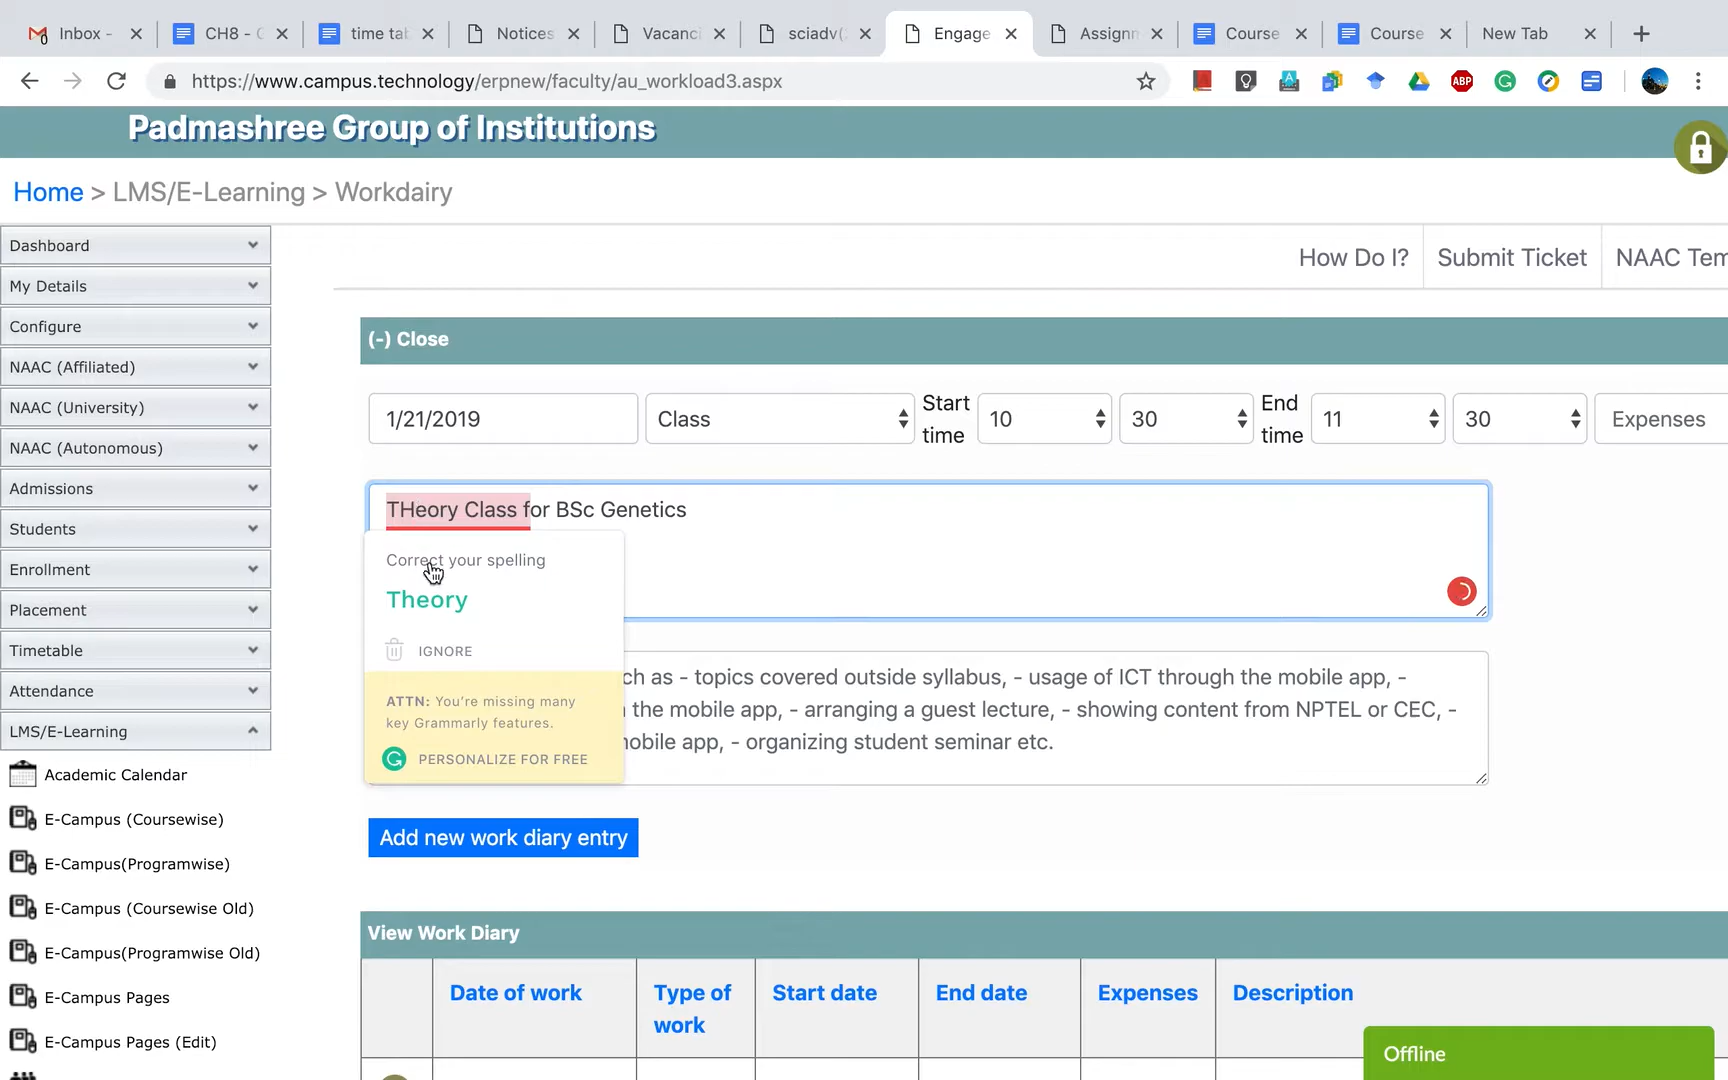 Inbox -
CH8 - C
time tab
Notices
Vacanci
sciadv(2
Engage
Assignm
Course
Course
New Tab
https://www.campus.technology/erpnew/faculty/au_workload3.aspx
ABP
Padmashree Group of Institutions
Home > LMS/E-Learning > Workdairy
Dashboard
My Details
Configure
NAAC (Affiliated)
NAAC (University)
NAAC (Autonomous)
Admissions
Students
Enrollment
Placement
Timetable
Attendance
LMS/E-Learning
Academic Calendar
E-Campus (Coursewise)
E-Campus(Programwise)
E-Campus (Coursewise Old)
E-Campus(Programwise Old)
E-Campus Pages
E-Campus Pages (Edit)
How Do I?
Submit Ticket
NAAC Tem
(-) Close
1/21/2019
Class
Start time
10
30
End time
11
30
Expenses
THeory Class for BSc Genetics
Correct your spelling
Theory
IGNORE
ATTN: You're missing many
key Grammarly features.
PERSONALIZE FOR FREE
ch as - topics covered outside syllabus, - usage of ICT through the mobile app, -
the mobile app, - arranging a guest lecture, - showing content from NPTEL or CEC, -
mobile app, - organizing student seminar etc.
Add new work diary entry
View Work Diary
Date of work
Type of work
Start date
End date
Expenses
Description
Offline